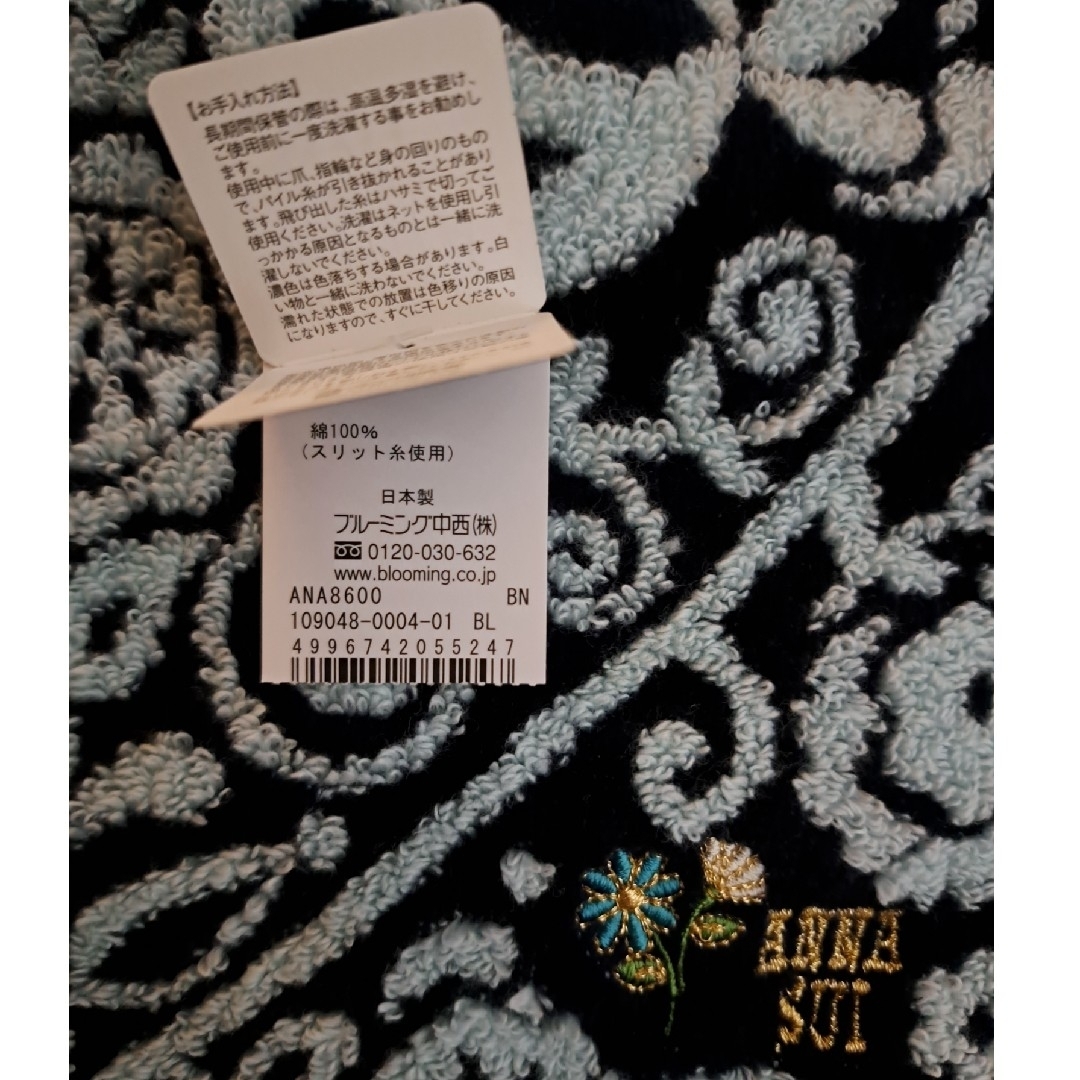 【お手入れ方法】
長期間保管の際は、高温多湿を避け、
ご使用前に一度洗濯する事をお勧めし
ます。
使用中に爪、指輪など身の回りのもの
で、パイル糸が引き抜かれることがあり
ます。飛び出した糸はハサミで切ってご
使用ください。洗濯はネットを使用し引
っかかる原因となるものとは一緒に洗
濯しないでください。
濃色は色落ちする場合があります。白
い物と一緒に洗わないでください。
濡れた状態での放置は色移りの原因
になりますので、すぐに干してください。
綿100%
(スリット糸使用)
日本製
ブルーミング中西(株)
0120-030-632
www.blooming.co.jp
ANA8600 BN
109048-0004-01 BL
4996742055247
ANNA
SUI